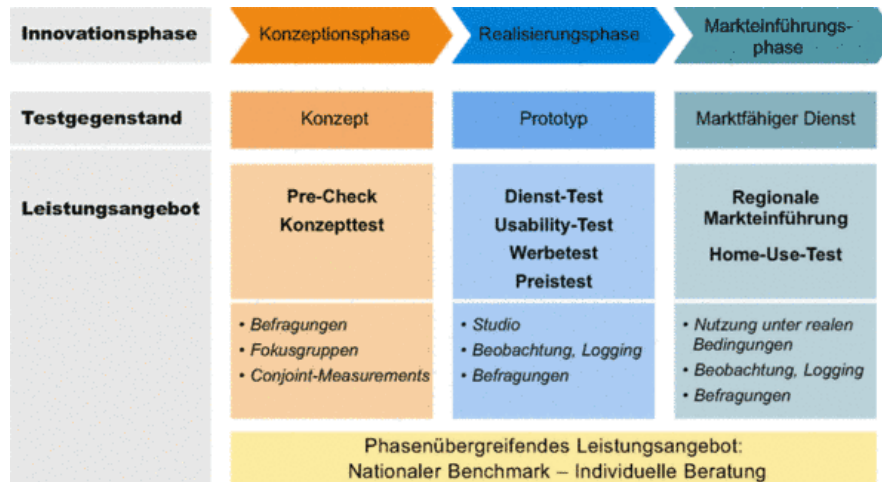 Innovationsphase
Konzeptionsphase
Realisierungsphase
Markteinführungs-
phase
Testgegenstand
Konzept
Prototyp
Marktfähiger Dienst
Leistungsangebot
Pre-Check
Konzepttest
Dienst-Test
Usability-Test
Werbetest
Preistest
Regionale
Markteinführung
Home-Use-Test
• Befragungen
• Fokusgruppen
• Conjoint-Measurements
• Studio
• Beobachtung, Logging
• Befragungen
• Nutzung unter realen
Bedingungen
• Beobachtung, Logging
• Befragungen
Phasenübergreifendes Leistungsangebot:
Nationaler Benchmark – Individuelle Beratung